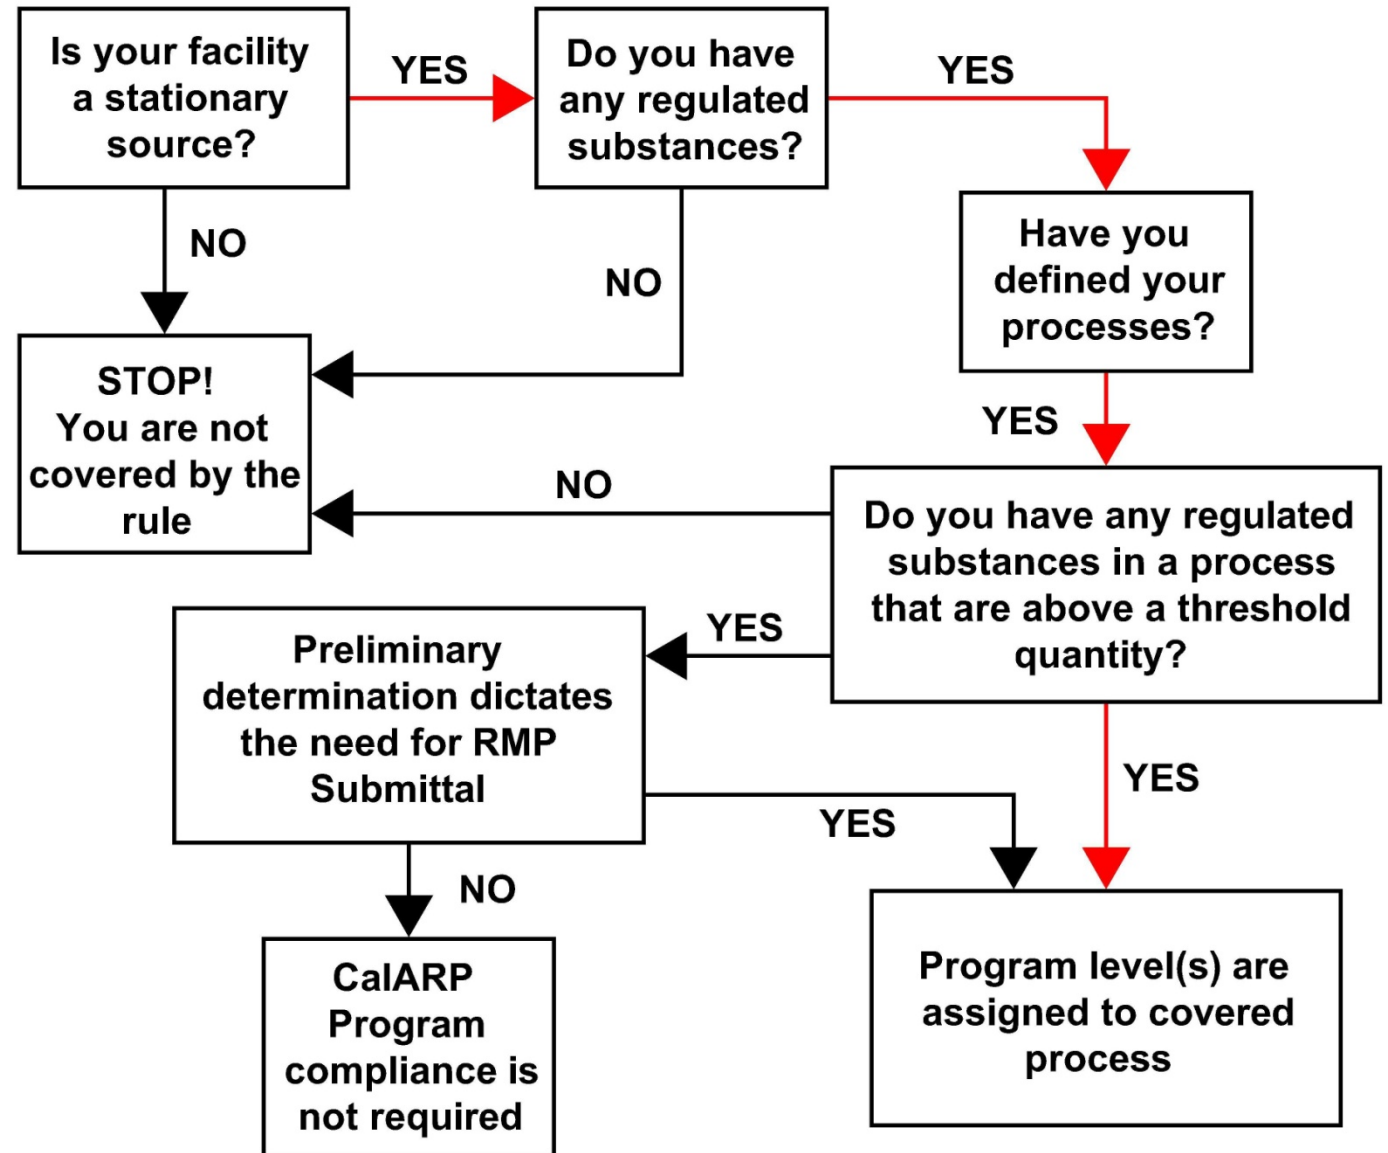 Is your facility
a stationary
source?
YES
Do you have
any regulated
substances?
YES
NO
NO
Have you
defined your
processes?
STOP!
You are not
covered by the
rule
YES
NO
Do you have any regulated
substances in a process
that are above a threshold
quantity?
YES
Preliminary
determination dictates
the need for RMP
Submittal
YES
YES
NO
CalARP
Program
compliance is
not required
Program level(s) are
assigned to covered
process